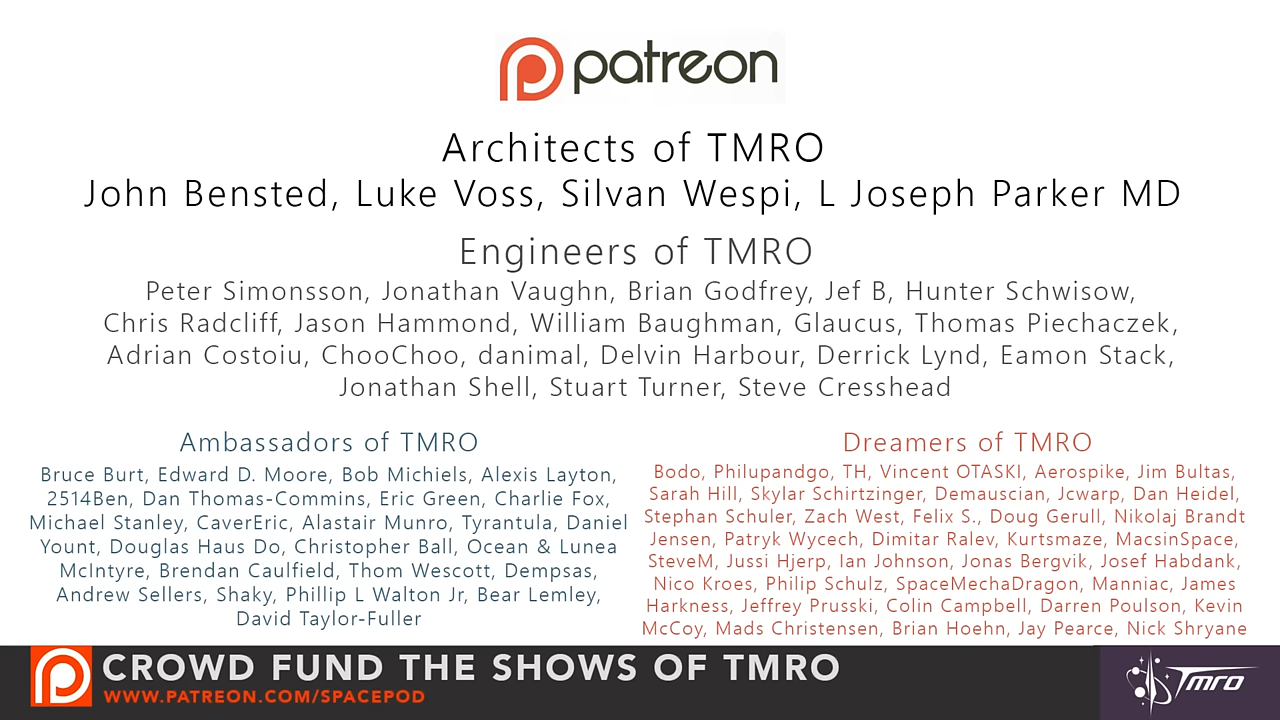 patreon
Architects of TMRO
John Bensted, Luke Voss, Silvan Wespi, L Joseph Parker MD
Engineers of TMRO
Peter Simonsson, Jonathan Vaughn, Brian Godfrey, Jef B, Hunter Schwisow,
Chris Radcliff, Jason Hammond, William Baughman, Glaucus, Thomas Piechaczek,
Adrian Costoiu, ChooChoo, danimal, Delvin Harbour, Derrick Lynd, Eamon Stack,
Jonathan Shell, Stuart Turner, Steve Cresshead
Ambassadors of TMRO
Bruce Burt, Edward D. Moore, Bob Michiels, Alexis Layton,
2514Ben, Dan Thomas-Commins, Eric Green, Charlie Fox,
Michael Stanley, CaverEric, Alastair Munro, Tyrantula, Daniel
Yount, Douglas Haus Do, Christopher Ball, Ocean & Lunea
McIntyre, Brendan Caulfield, Thom Wescott, Dempsas,
Andrew Sellers, Shaky, Phillip L Walton Jr, Bear Lemley,
David Taylor-Fuller
Dreamers of TMRO
Bodo, Philupandgo, TH, Vincent OTASKI, Aerospike, Jim Bultas,
Sarah Hill, Skylar Schirtzinger, Demauscian, Jcwarp, Dan Heidel,
Stephan Schuler, Zach West, Felix S., Doug Gerull, Nikolaj Brandt
Jensen, Patryk Wycech, Dimitar Ralev, Kurtsmaze, MacsinSpace,
SteveM, Jussi Hjerp, Ian Johnson, Jonas Bergvik, Josef Habdank,
Nico Kroes, Philip Schulz, SpaceMechaDragon, Manniac, James
Harkness, Jeffrey Prusski, Colin Campbell, Darren Poulson, Kevin
McCoy, Mads Christensen, Brian Hoehn, Jay Pearce, Nick Shryane
CROWD FUND THE SHOWS OF TMRO
WWW.PATREON.COM/SPACEPOD
Tmro